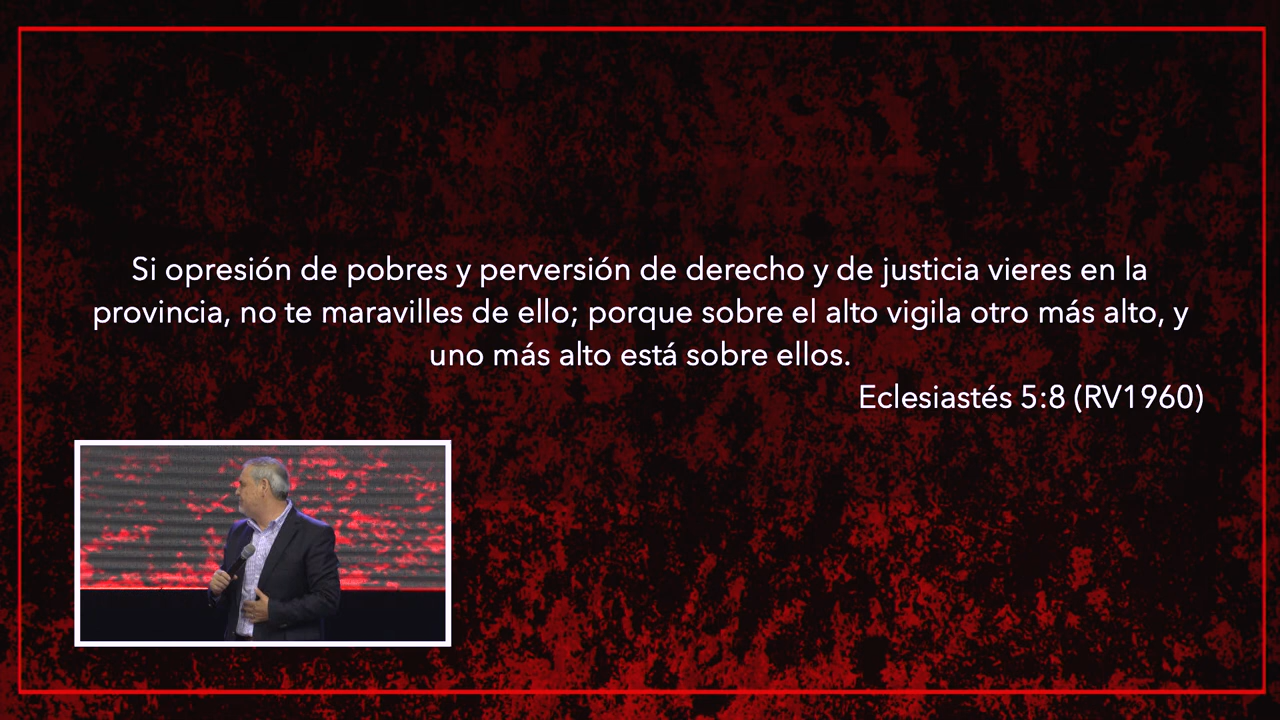 Si opresión de pobres y perversión de derecho y de justicia vieres en la
provincia, no te maravilles de ello; porque sobre el alto vigila otro más alto, y
uno más alto está sobre ellos.
Eclesiastés 5:8 (RV1960)